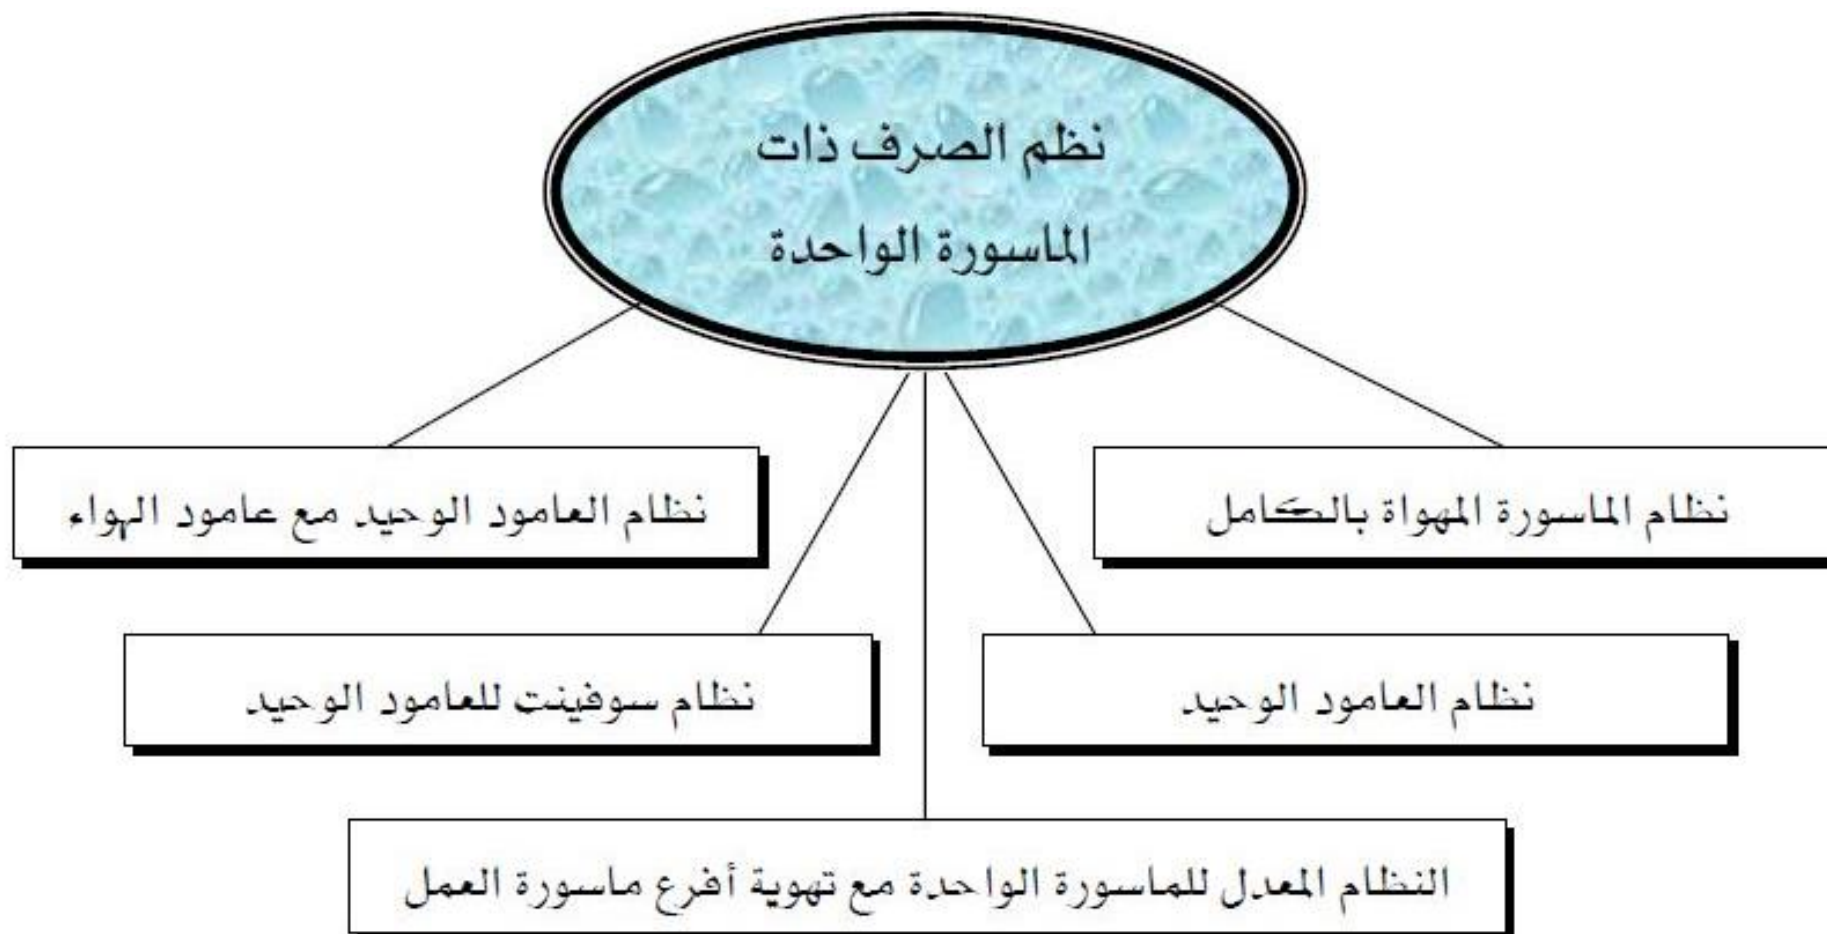 نظم الصرف ذات
الماسورة الواحدة
نظام الماسورة المهواة بالكامل
نظام العامود الوحيد مع عامود الهواء
نظام العامود الوحيد
نظام سوفينت للعامود الوحيد
النظام المعدل للماسورة الواحدة مع تهوية أفرع ماسورة العمل